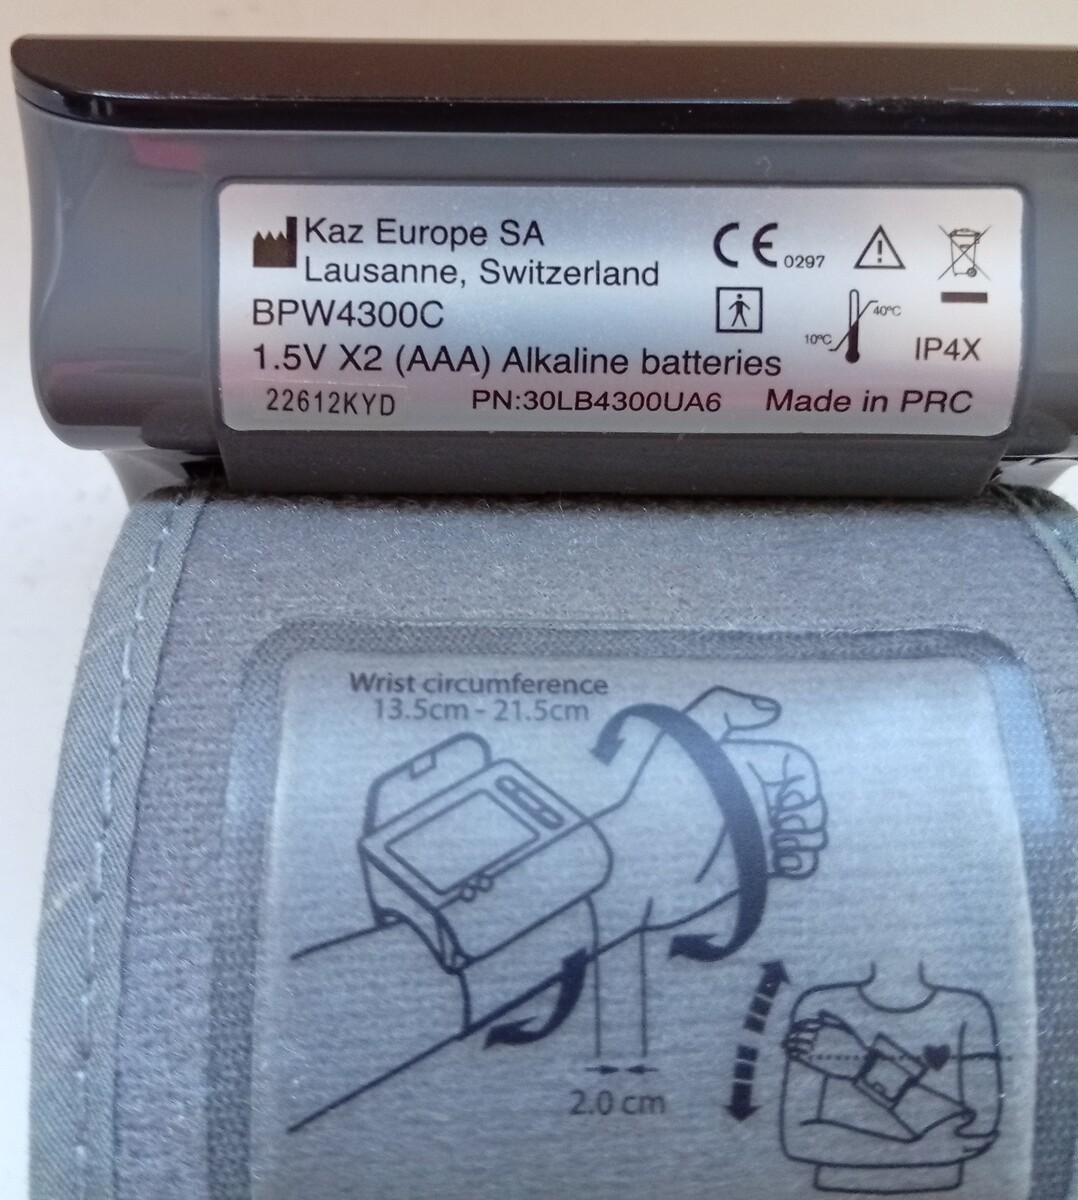 Kaz Europe SA
Lausanne, Switzerland
BPW4300C
1.5V X2 (AAA) Alkaline batteries
22612KYD PN:30LB4300UA6 Made in PRC
CE 0297
10°C 40°C
IP4X
Wrist circumference
13.5cm - 21.5cm
2.0 cm